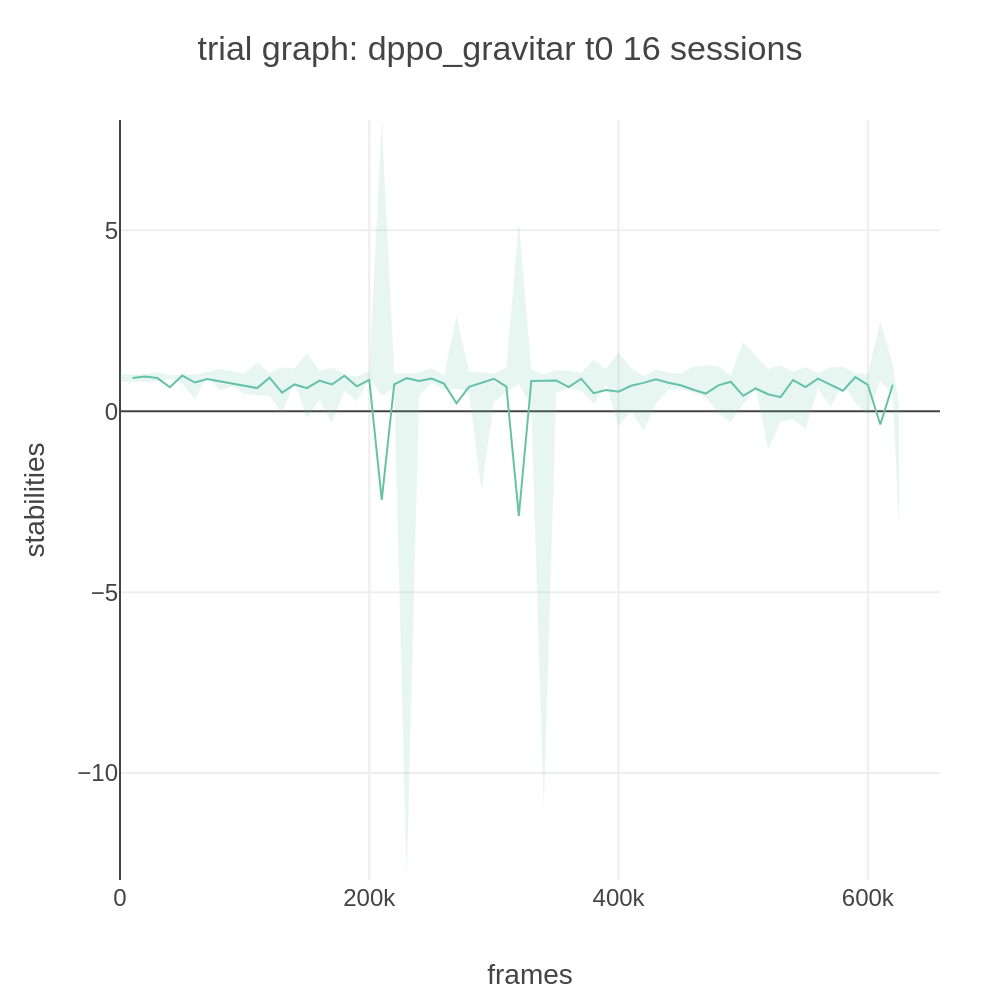 trial graph: dppo_gravitar t0 16 sessions
5
0
−5
−10
stabilities
0
200k
400k
600k
frames